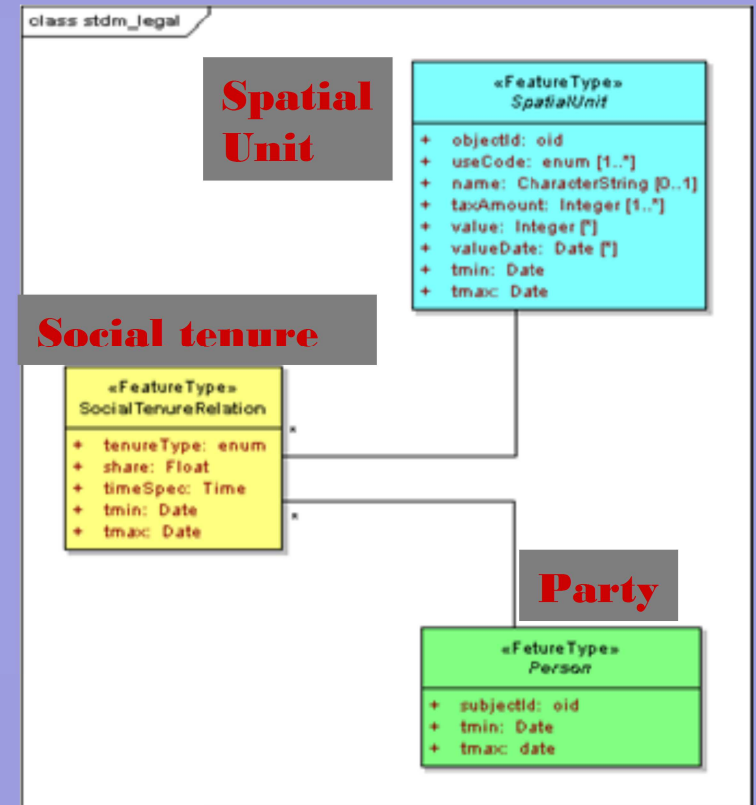 class stdm_legal
Spatial
Unit
«FeatureType»
SpatialUnit
+ objectId: oid
+ useCode: enum [1..*]
+ name: CharacterString [0..1]
+ taxAmount: Integer [1..*]
+ value: Integer [*]
+ valueDate: Date [*]
+ tmin: Date
+ tmax: Date
Social tenure
«FeatureType»
SocialTenureRelation
+ tenureType: enum
+ share: Float
+ timeSpec: Time
+ tmin: Date
+ tmax: Date
*
*
Party
«FetureType»
Person
+ subjectId: oid
+ tmin: Date
+ tmax: date